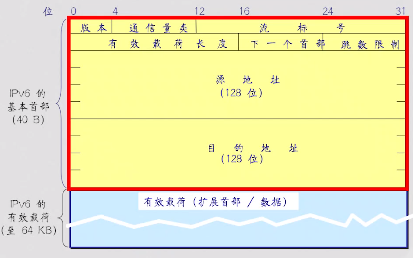 位 0 4 12 16 24 31
版本 通信量类 流标号
有效载荷长度 下一个首部 跳数限制
IPv6 的
基本首部
(40 B)
源地址
(128 位)
目的地址
(128 位)
IPv6 的
有效载荷
(至 64 KB)
有效载荷 (扩展首部 / 数据)